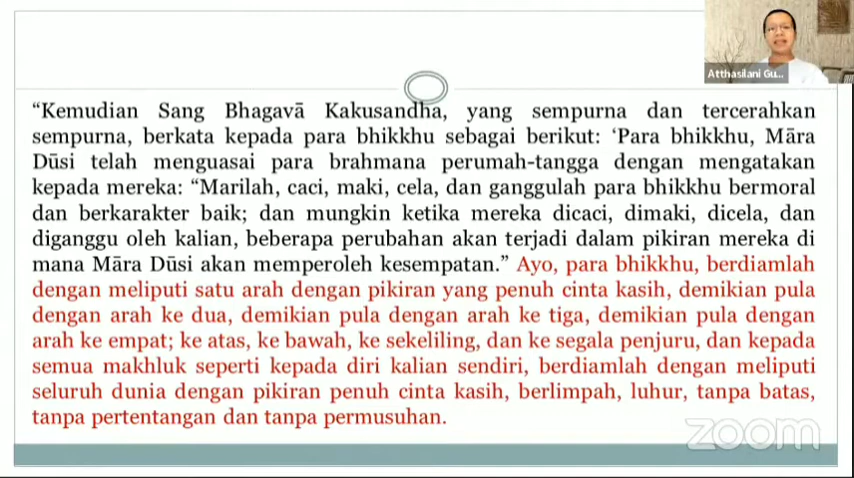 Atthasilani Gu...
“Kemudian Sang Bhagavā Kakusandha, yang sempurna dan tercerahkan
sempurna, berkata kepada para bhikkhu sebagai berikut: ‘Para bhikkhu, Māra
Dūsi telah menguasai para brahmana perumah-tangga dengan mengatakan
kepada mereka: “Marilah, caci, maki, cela, dan ganggulah para bhikkhu bermoral
dan berkarakter baik; dan mungkin ketika mereka dicaci, dimaki, dicela, dan
diganggu oleh kalian, beberapa perubahan akan terjadi dalam pikiran mereka di
mana Māra Dūsi akan memperoleh kesempatan.” Ayo, para bhikkhu, berdiamlah
dengan meliputi satu arah dengan pikiran yang penuh cinta kasih, demikian pula
dengan arah ke dua, demikian pula dengan arah ke tiga, demikian pula dengan
arah ke empat; ke atas, ke bawah, ke sekeliling, dan ke segala penjuru, dan kepada
semua makhluk seperti kepada diri kalian sendiri, berdiamlah dengan meliputi
seluruh dunia dengan pikiran penuh cinta kasih, berlimpah, luhur, tanpa batas,
tanpa pertentangan dan tanpa permusuhan.
zoom